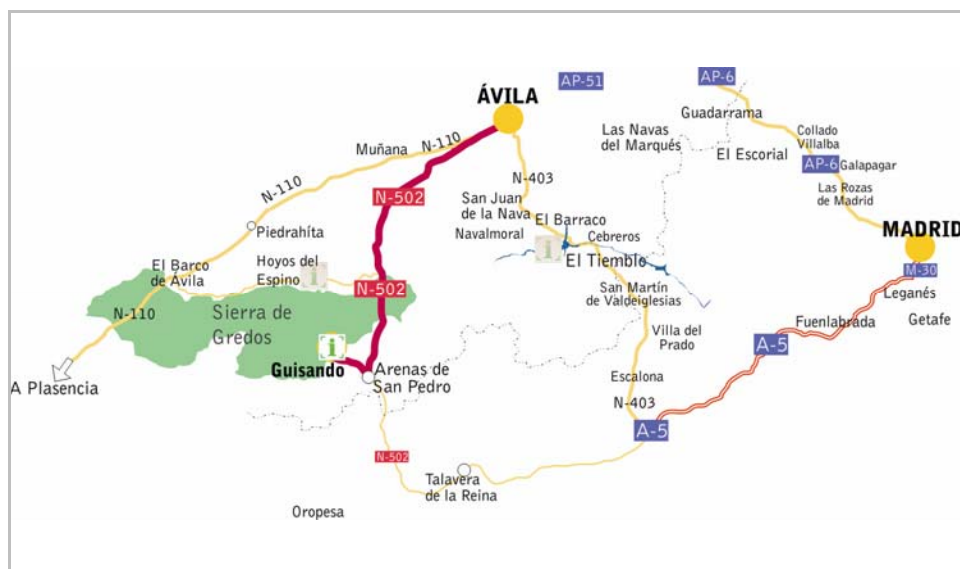 AP-51
AP-6
ÁVILA
Guadarrama
Las Navas
del Marqués
Collado
Villalba
Muñana
N-110
El Escorial
AP-6
Galapagar
N-403
N-110
N-502
Las Rozas
de Madrid
San Juan
de la Nava
El Barraco
MADRID
Piedrahíta
Navalmoral
Cebreros
El Tiemblo
M-30
El Barco
de Ávila
Hoyos del
Espino
i
i
N-502
San Martín
de Valdeiglesias
Leganés
N-110
Sierra de
Gredos
Fuenlabrada
Getafe
Villa del
Prado
i
A-5
Guisando
Arenas de
San Pedro
A Plasencia
Escalona
N-403
A-5
N-502
Talavera
de la Reina
Oropesa